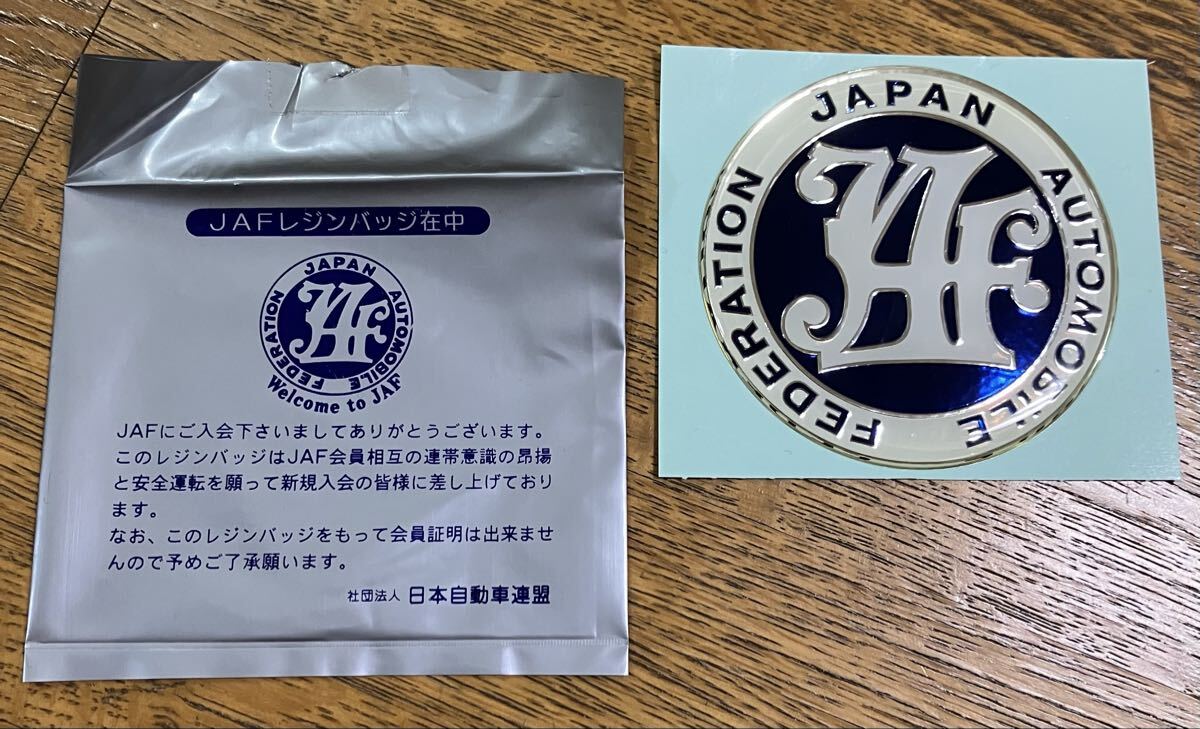 JAFレジンバッジ在中
JAPAN AUTOMOBILE FEDERATION
JAF
Welcome to JAF
JAFにご入会下さいましてありがとうございます。
このレジンバッジはJAF会員相互の連帯意識の昂揚
と安全運転を願って新規入会の皆様に差し上げており
ます。
なお、このレジンバッジをもって会員証明は出来ませ
んので予めご了承願います。
社団法人 日本自動車連盟
JAPAN AUTOMOBILE FEDERATION
JAF